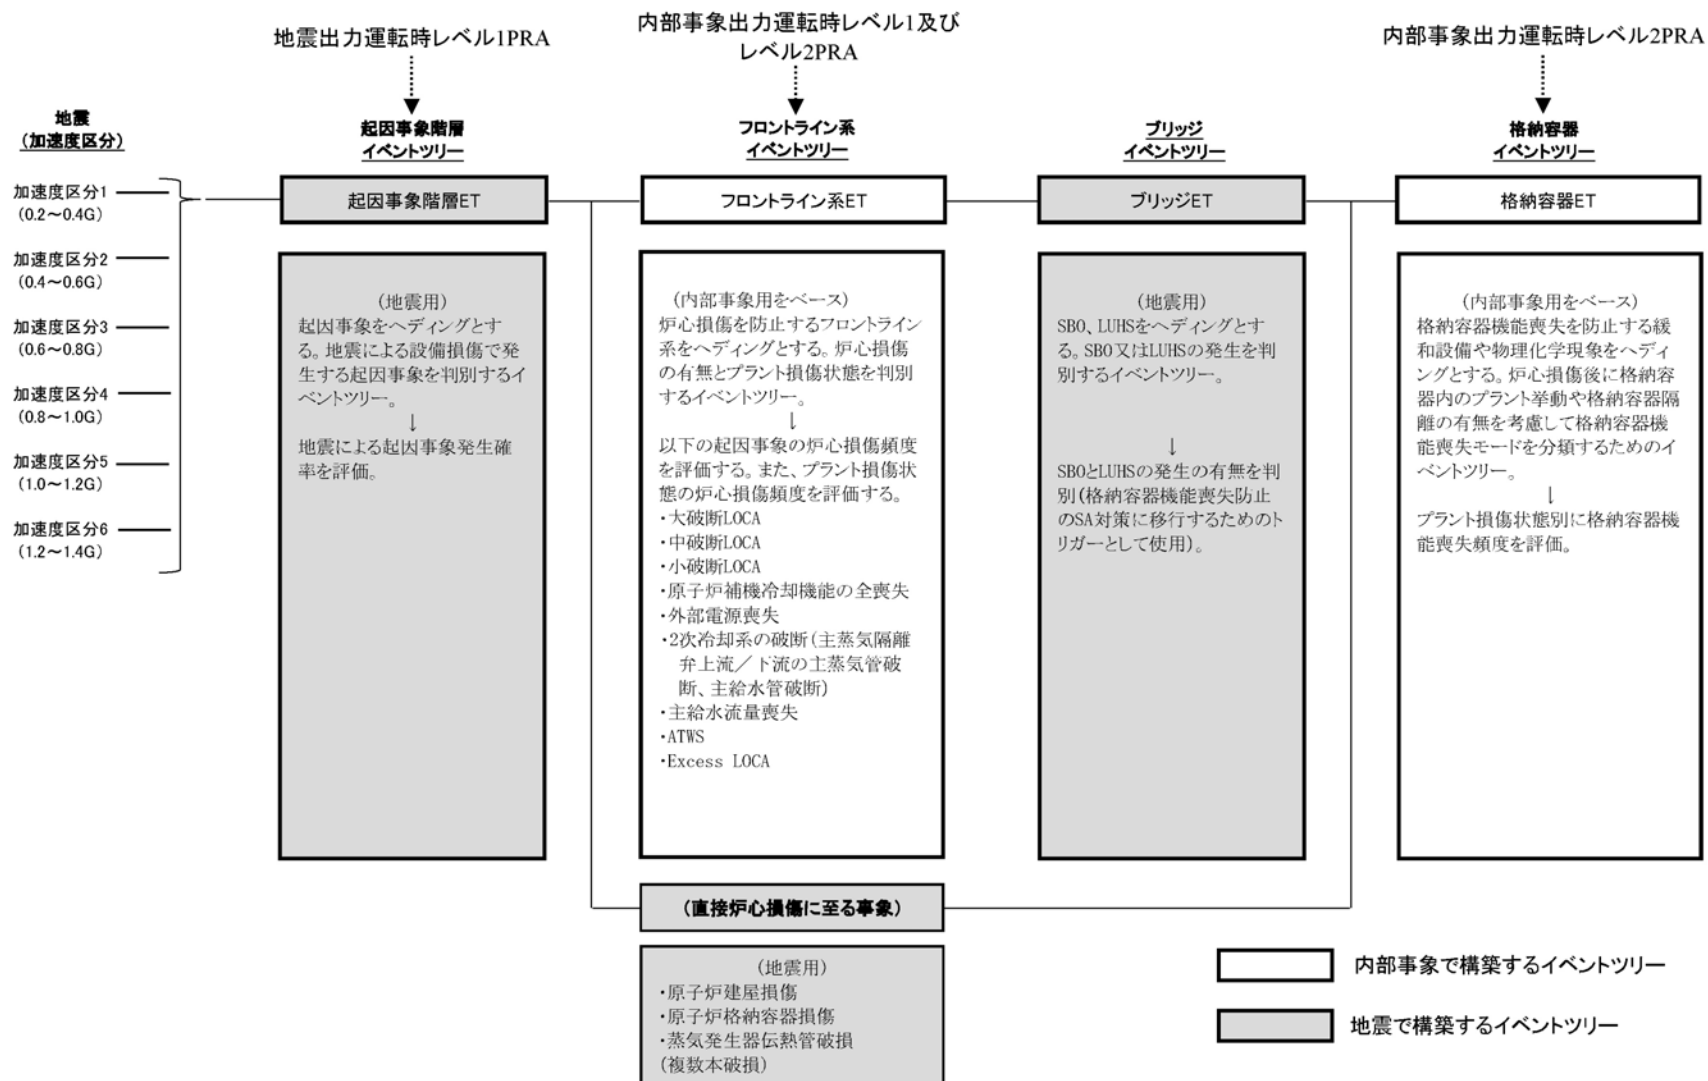 地震出力運転時レベル1PRA
内部事象出力運転時レベル1及び
レベル2PRA
内部事象出力運転時レベル2PRA
地震
(加速度区分)
起因事象階層
イベントツリー
フロントライン系
イベントツリー
ブリッジ
イベントツリー
格納容器
イベントツリー
加速度区分1
(0.2～0.4G)
加速度区分2
(0.4～0.6G)
加速度区分3
(0.6～0.8G)
加速度区分4
(0.8～1.0G)
加速度区分5
(1.0～1.2G)
加速度区分6
(1.2～1.4G)
起因事象階層ET
フロントライン系ET
ブリッジET
格納容器ET
(地震用)
起因事象をヘディングとす
る。地震による設備損傷で発
生する起因事象を判別するイ
ベントツリー。
↓
地震による起因事象発生確
率を評価。
(内部事象用をベース)
炉心損傷を防止するフロントライン
系をヘディングとする。炉心損傷
の有無とプラント損傷状態を判別
するイベントツリー。
↓
以下の起因事象の炉心損傷頻度
を評価する。また、プラント損傷状
態の炉心損傷頻度を評価する。
・大破断LOCA
・中破断LOCA
・小破断LOCA
・原子炉補機冷却機能の全喪失
・外部電源喪失
・2次冷却系の破断(主蒸気隔離
弁上流／下流の主蒸気管破
断、主給水管破断)
・主給水流量喪失
・ATWS
・Excess LOCA
(地震用)
SBO、LUHSをヘディングとす
る。SBO又はLUHSの発生を判
別するイベントツリー。
↓
SBOとLUHSの発生の有無を判
別(格納容器機能喪失防止
のSA対策に移行するためのト
リガーとして使用)。
(内部事象用をベース)
格納容器機能喪失を防止する緩
和設備や物理化学現象をヘディ
ングとする。炉心損傷後に格納容
器内のプラント挙動や格納容器隔
離の有無を考慮して格納容器機
能喪失モードを分類するためのイ
ベントツリー。
↓
プラント損傷状態別に格納容器機
能喪失頻度を評価。
(直接炉心損傷に至る事象)
(地震用)
・原子炉建屋損傷
・原子炉格納容器損傷
・蒸気発生器伝熱管破損
(複数本破損)
内部事象で構築するイベントツリー
地震で構築するイベントツリー